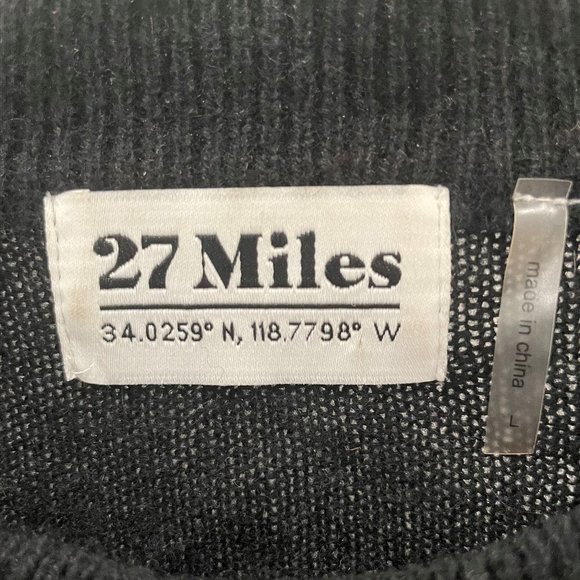 27 Miles
34.0259° N, 118.7798° W
made in china L